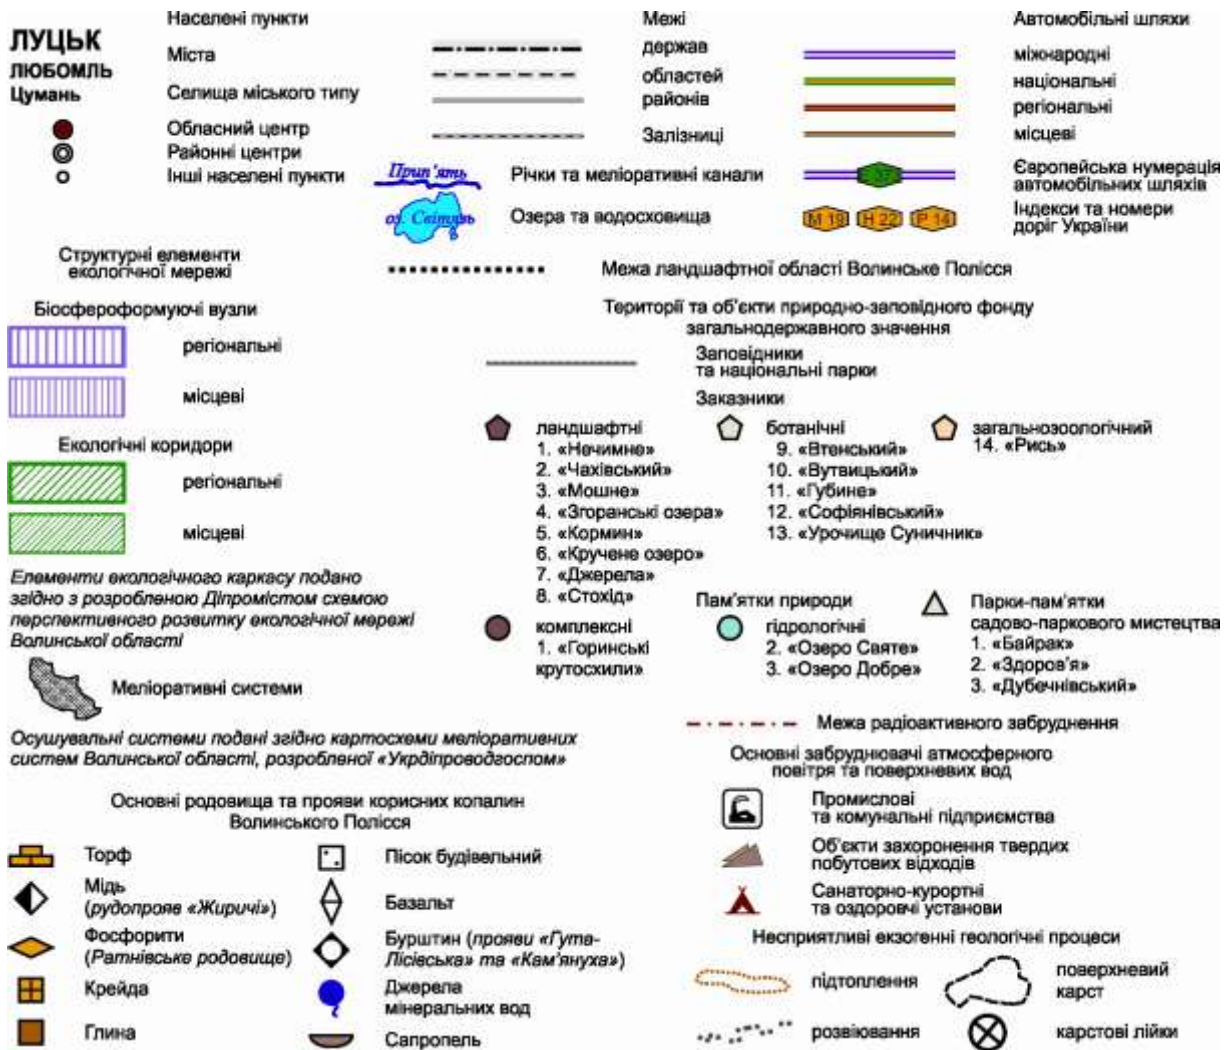 Населені пункти
ЛУЦЬК
Міста
ЛЮБОМЛЬ
Цумань
Селища міського типу
Обласний центр
Районні центри
Інші населені пункти
Межі
держав
областей
районів
Залізниці
Прип'ять
Річки та меліоративні канали
оз. Світязь
Озера та водосховища
Автомобільні шляхи
міжнародні
національні
регіональні
місцеві
Європейська нумерація
автомобільних шляхів
М 19 Н 22 Р 14
Індекси та номери
доріг України
Структурні елементи
екологічної мережі
Межа ландшафтної області Волинське Полісся
Біосфероформуючі вузли
регіональні
місцеві
Екологічні коридори
регіональні
місцеві
Елементи екологічного каркасу подано
згідно з розробленою Діпромістом схемою
перспективного розвитку екологічної мережі
Волинської області
Меліоративні системи
Осушувальні системи подані згідно картосхеми меліоративних
систем Волинської області, розробленої «Укрдіпроводгоспом»
Території та об'єкти природно-заповідного фонду
загальнодержавного значення
Заповідники
та національні парки
Заказники
ландшафтні
1. «Нечимне»
2. «Чахівський»
3. «Мошне»
4. «Згоранські озера»
5. «Кормин»
6. «Кручене озеро»
7. «Джерела»
8. «Стохід»
ботанічні
9. «Втенський»
10. «Вутвицький»
11. «Губине»
12. «Софіянівський»
13. «Урочище Суничник»
загальнозоологічний
14. «Рись»
Пам'ятки природи
комплексні
1. «Горинські
крутосхили»
гідрологічні
2. «Озеро Святе»
3. «Озеро Добре»
Парки-пам'ятки
садово-паркового мистецтва
1. «Байрак»
2. «Здоров'я»
3. «Дубечнівський»
Межа радіоактивного забруднення
Основні забруднювачі атмосферного
повітря та поверхневих вод
Промислові
та комунальні підприємства
Об'єкти захоронення твердих
побутових відходів
Санаторно-курортні
та оздоровчі установи
Основні родовища та прояви корисних копалин
Волинського Полісся
Торф
Мідь
(рудопрояв «Жиричі»)
Фосфорити
(Ратнівське родовище)
Крейда
Глина
Пісок будівельний
Базальт
Бурштин (прояви «Гута-
Лісівська» та «Кам'януха»)
Джерела
мінеральних вод
Сапропель
Несприятливі екзогенні геологічні процеси
підтоплення
поверхневий
карст
розвіювання
карстові лійки